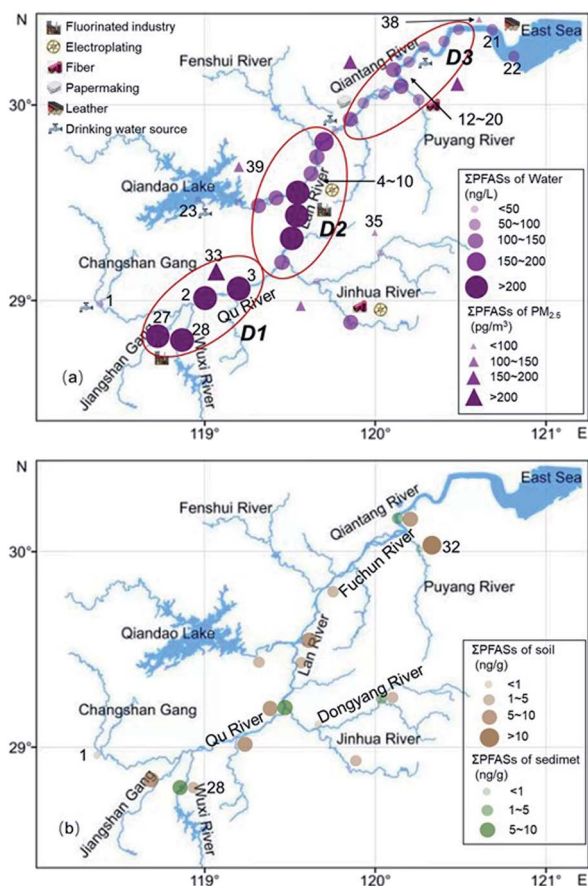 N
Fluorinated industry
Electroplating
Fiber
Papermaking
Leather
Drinking water source
38
East Sea
21
22
D3
Qiantang River
Fenshui River
30°
12~20
Puyang River
39
4~10
Qiandao Lake
Lan River
23
D2
35
Changshan Gang
33
3
2
Qu River
Jinhua River
29°
1
27
28
D1
Jiangshan Gang
Wuxi River
(a)
ΣPFASs of Water
(ng/L)
<50
50~100
100~150
150~200
>200
ΣPFASs of PM2.5
(pg/m³)
<100
100~150
150~200
>200
119°
120°
121°
E
N
East Sea
Qiantang River
Fenshui River
30°
32
Fuchun River
Puyang River
Qiandao Lake
Lan River
Changshan Gang
Dongyang River
Qu River
Jinhua River
29°
1
28
Jiangshan Gang
Wuxi River
(b)
ΣPFASs of soil
(ng/g)
<1
1~5
5~10
>10
ΣPFASs of sedimet
(ng/g)
<1
1~5
5~10
119°
120°
121°
E